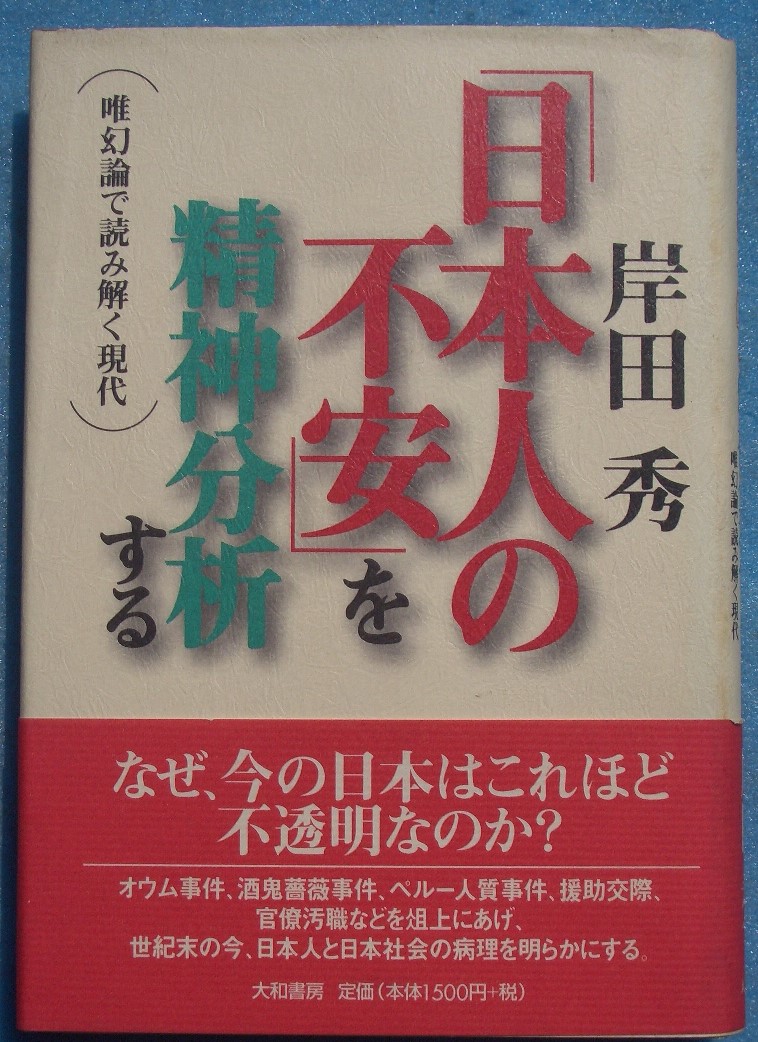 岸田 秀
「日本人の
不安」を
精神分析
する
(唯幻論で読み解く現代)
唯幻論で読み解く現代
なぜ、今の日本はこれほど
不透明なのか?
オウム事件、酒鬼薔薇事件、ペルー人質事件、援助交際、
官僚汚職などを俎上にあげ、
世紀末の今、日本人と日本社会の病理を明らかにする。
大和書房 定価(本体1500円+税)